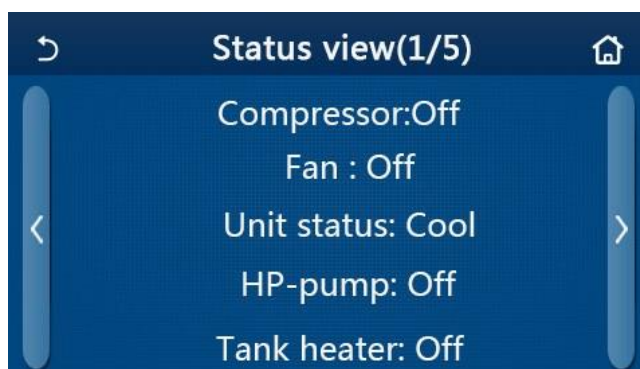 Status view(1/5)
Compressor:Off
Fan : Off
Unit status: Cool
HP-pump: Off
Tank heater: Off